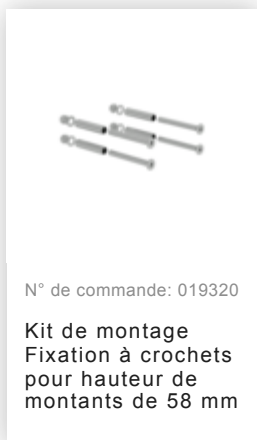 N° de commande: 019320
Kit de montage
Fixation à crochets
pour hauteur de
montants de 58 mm